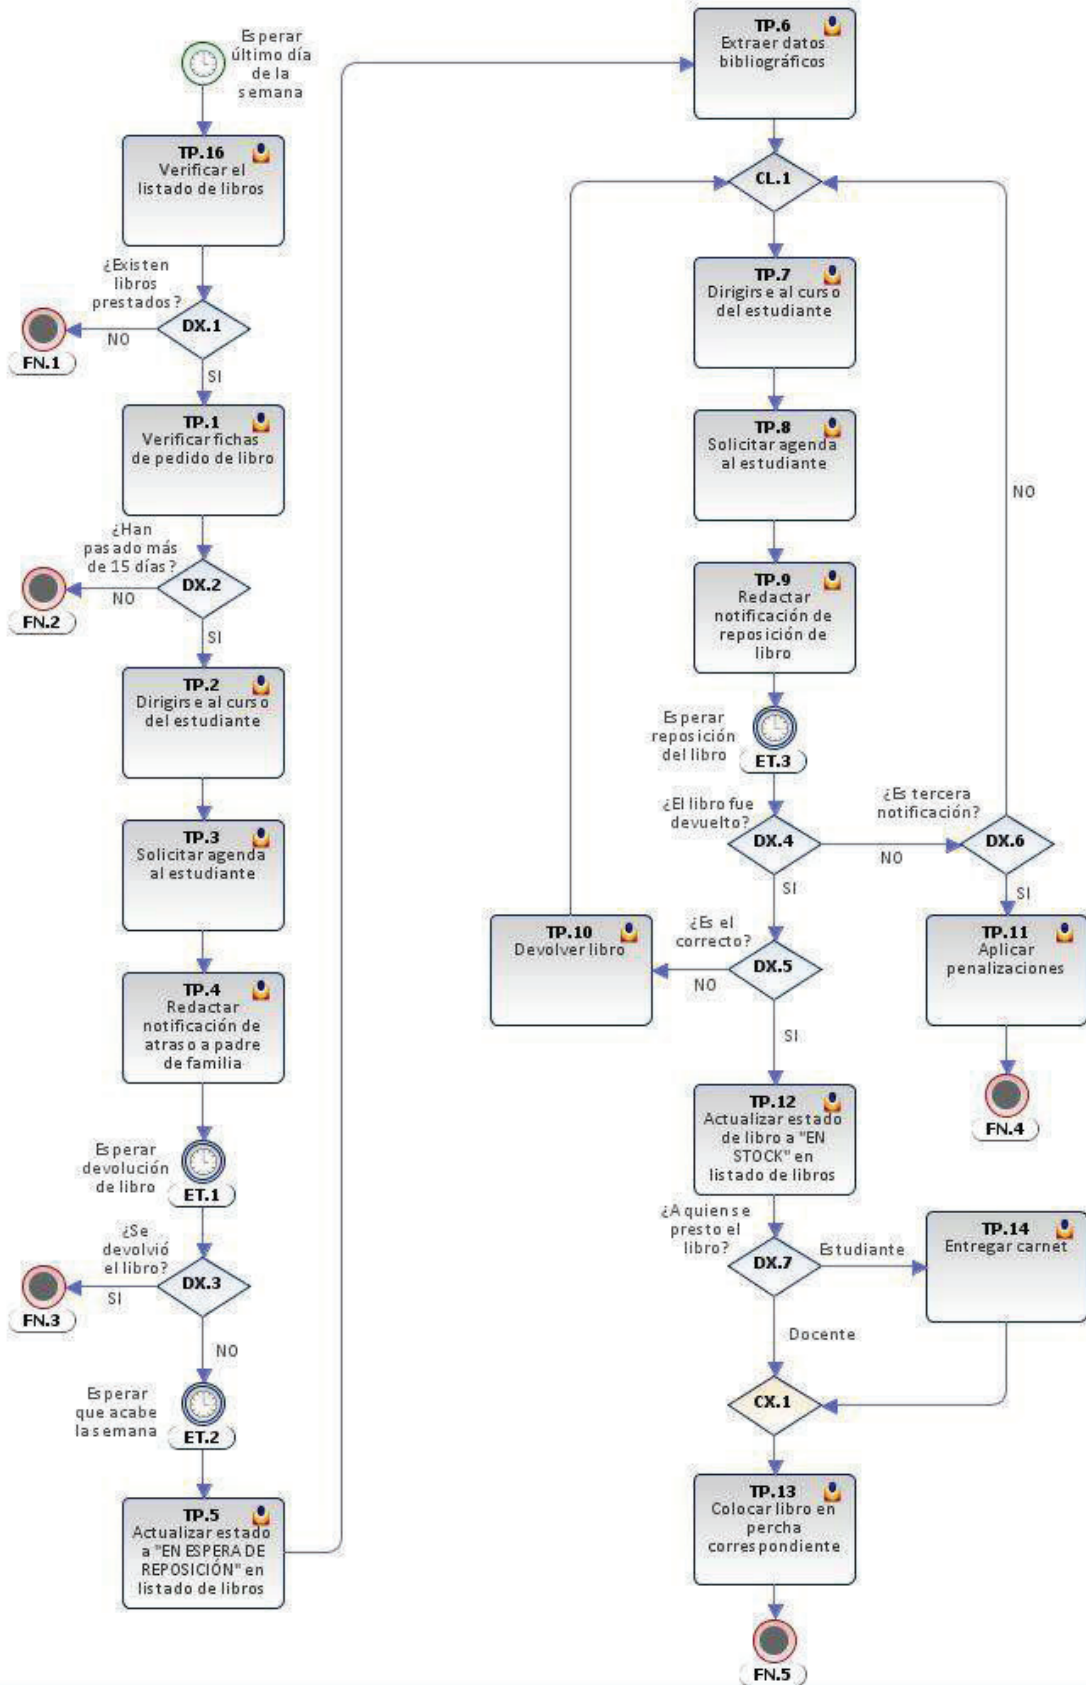 Esperar
último día
de la
semana
TP.16
Verificar el
listado de libros
¿Existen
libros
prestados?
DX.1
NO
FN.1
SI
TP.1
Verificar fichas
de pedido de libro
¿Han
pasado más
de 15 días?
DX.2
NO
FN.2
SI
TP.2
Dirigirse al curso
del estudiante
TP.3
Solicitar agenda
al estudiante
TP.4
Redactar
notificación de
atraso a padre
de familia
Esperar
devolución
de libro
ET.1
¿Se
devolvió
el libro?
DX.3
SI
FN.3
NO
Esperar
que acabe
la semana
ET.2
TP.5
Actualizar estado
a "EN ESPERA DE
REPOSICIÓN" en
listado de libros
TP.6
Extraer datos
bibliográficos
CL.1
TP.7
Dirigirse al curso
del estudiante
TP.8
Solicitar agenda
al estudiante
NO
TP.9
Redactar
notificación de
reposición de
libro
Esperar
reposición
del libro
ET.3
¿El libro fue
devuelto?
DX.4
NO
¿Es tercera
notificación?
DX.6
SI
SI
TP.10
Devolver libro
¿Es el
correcto?
DX.5
NO
TP.11
Aplicar
penalizaciones
SI
FN.4
TP.12
Actualizar estado
de libro a "EN
STOCK" en
listado de libros
¿A quien se
presto el
libro?
DX.7
Estudiante
TP.14
Entregar carnet
Docente
CX.1
TP.13
Colocar libro en
percha
correspondiente
FN.5